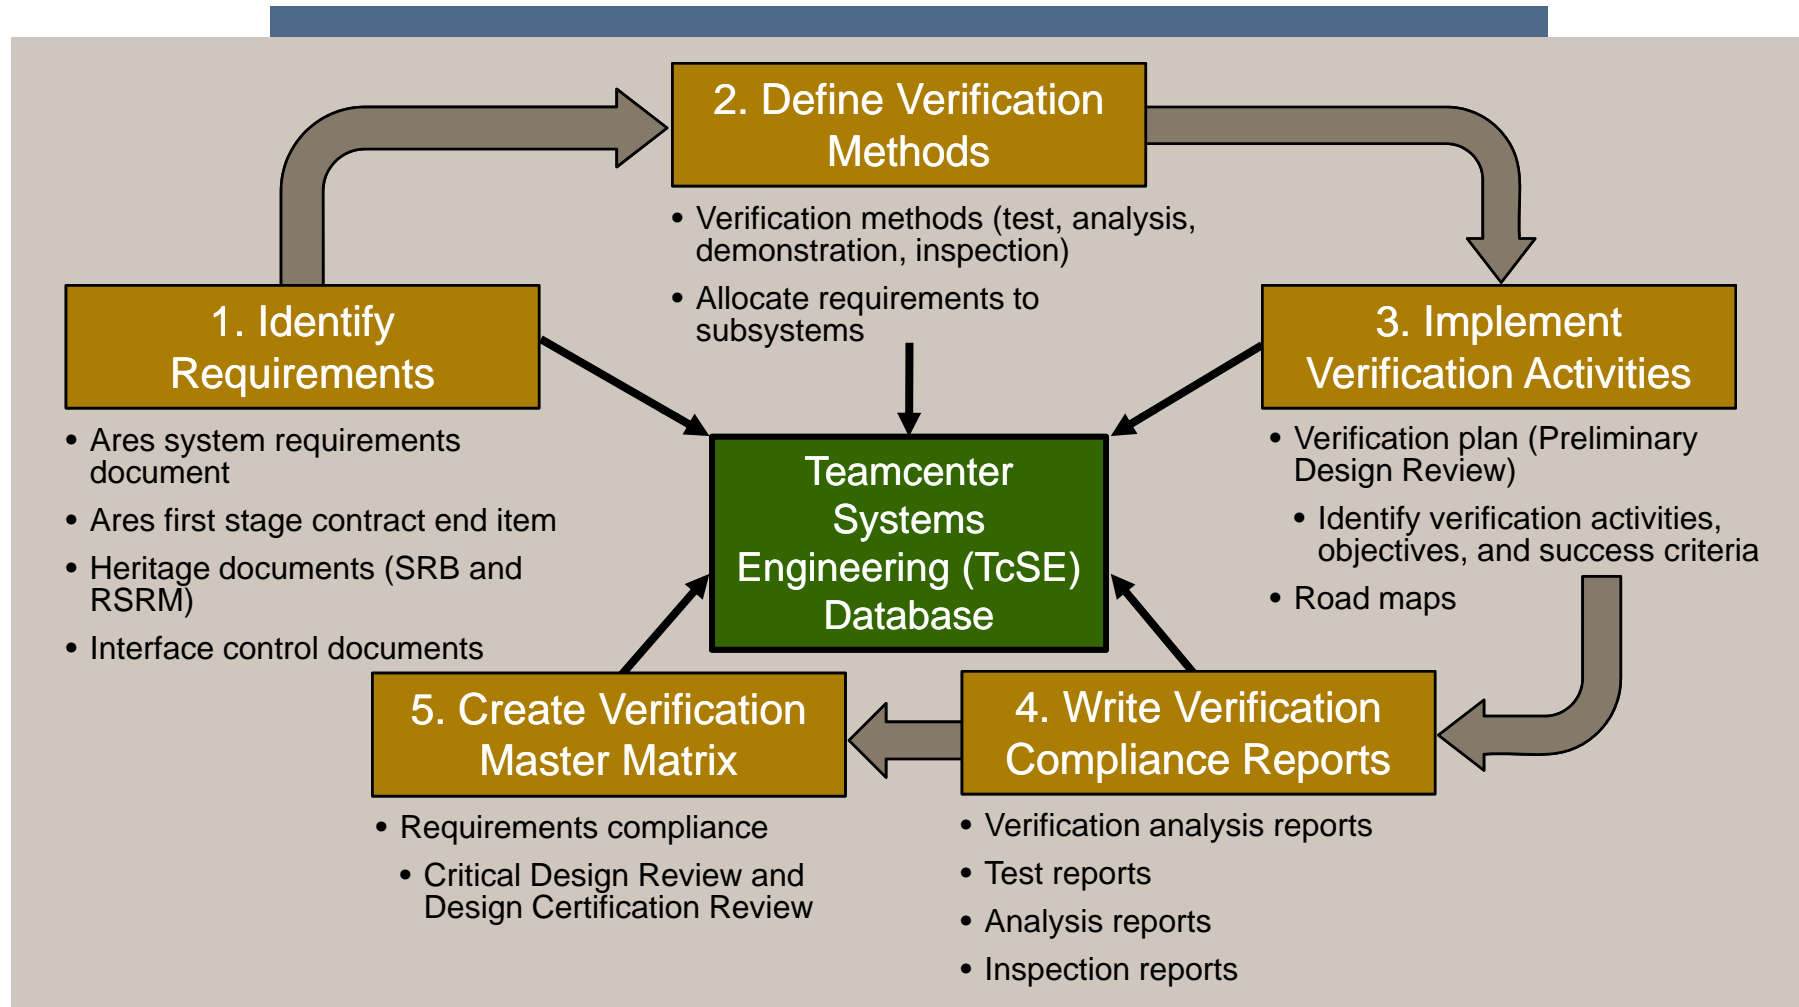 2. Define Verification
Methods
• Verification methods (test, analysis,
demonstration, inspection)
• Allocate requirements to
subsystems
1. Identify
Requirements
• Ares system requirements
document
• Ares first stage contract end item
• Heritage documents (SRB and
RSRM)
• Interface control documents
3. Implement
Verification Activities
• Verification plan (Preliminary
Design Review)
• Identify verification activities,
objectives, and success criteria
• Road maps
Teamcenter
Systems
Engineering (TcSE)
Database
5. Create Verification
Master Matrix
• Requirements compliance
• Critical Design Review and
Design Certification Review
4. Write Verification
Compliance Reports
• Verification analysis reports
• Test reports
• Analysis reports
• Inspection reports